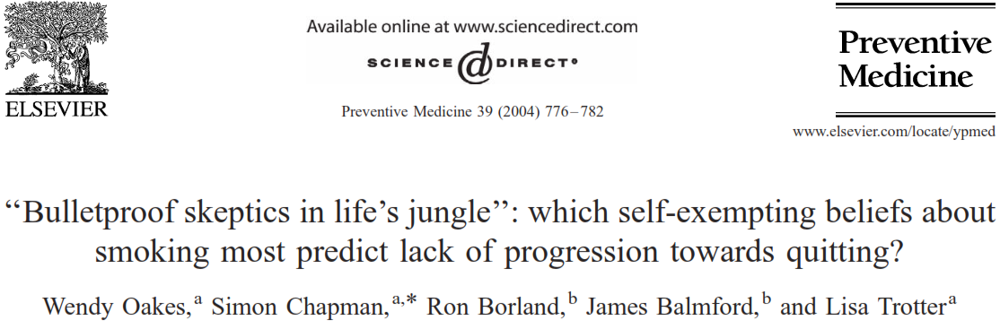 ELSEVIER
Available online at www.sciencedirect.com
SCIENCE @ DIRECT®
Preventive Medicine 39 (2004) 776–782
Preventive
Medicine
www.elsevier.com/locate/ypmed
‘‘Bulletproof skeptics in life’s jungle’’: which self-exempting beliefs about
smoking most predict lack of progression towards quitting?
Wendy Oakes,ᵃ Simon Chapman,ᵃ,* Ron Borland,ᵇ James Balmford,ᵇ and Lisa Trotterᵃ